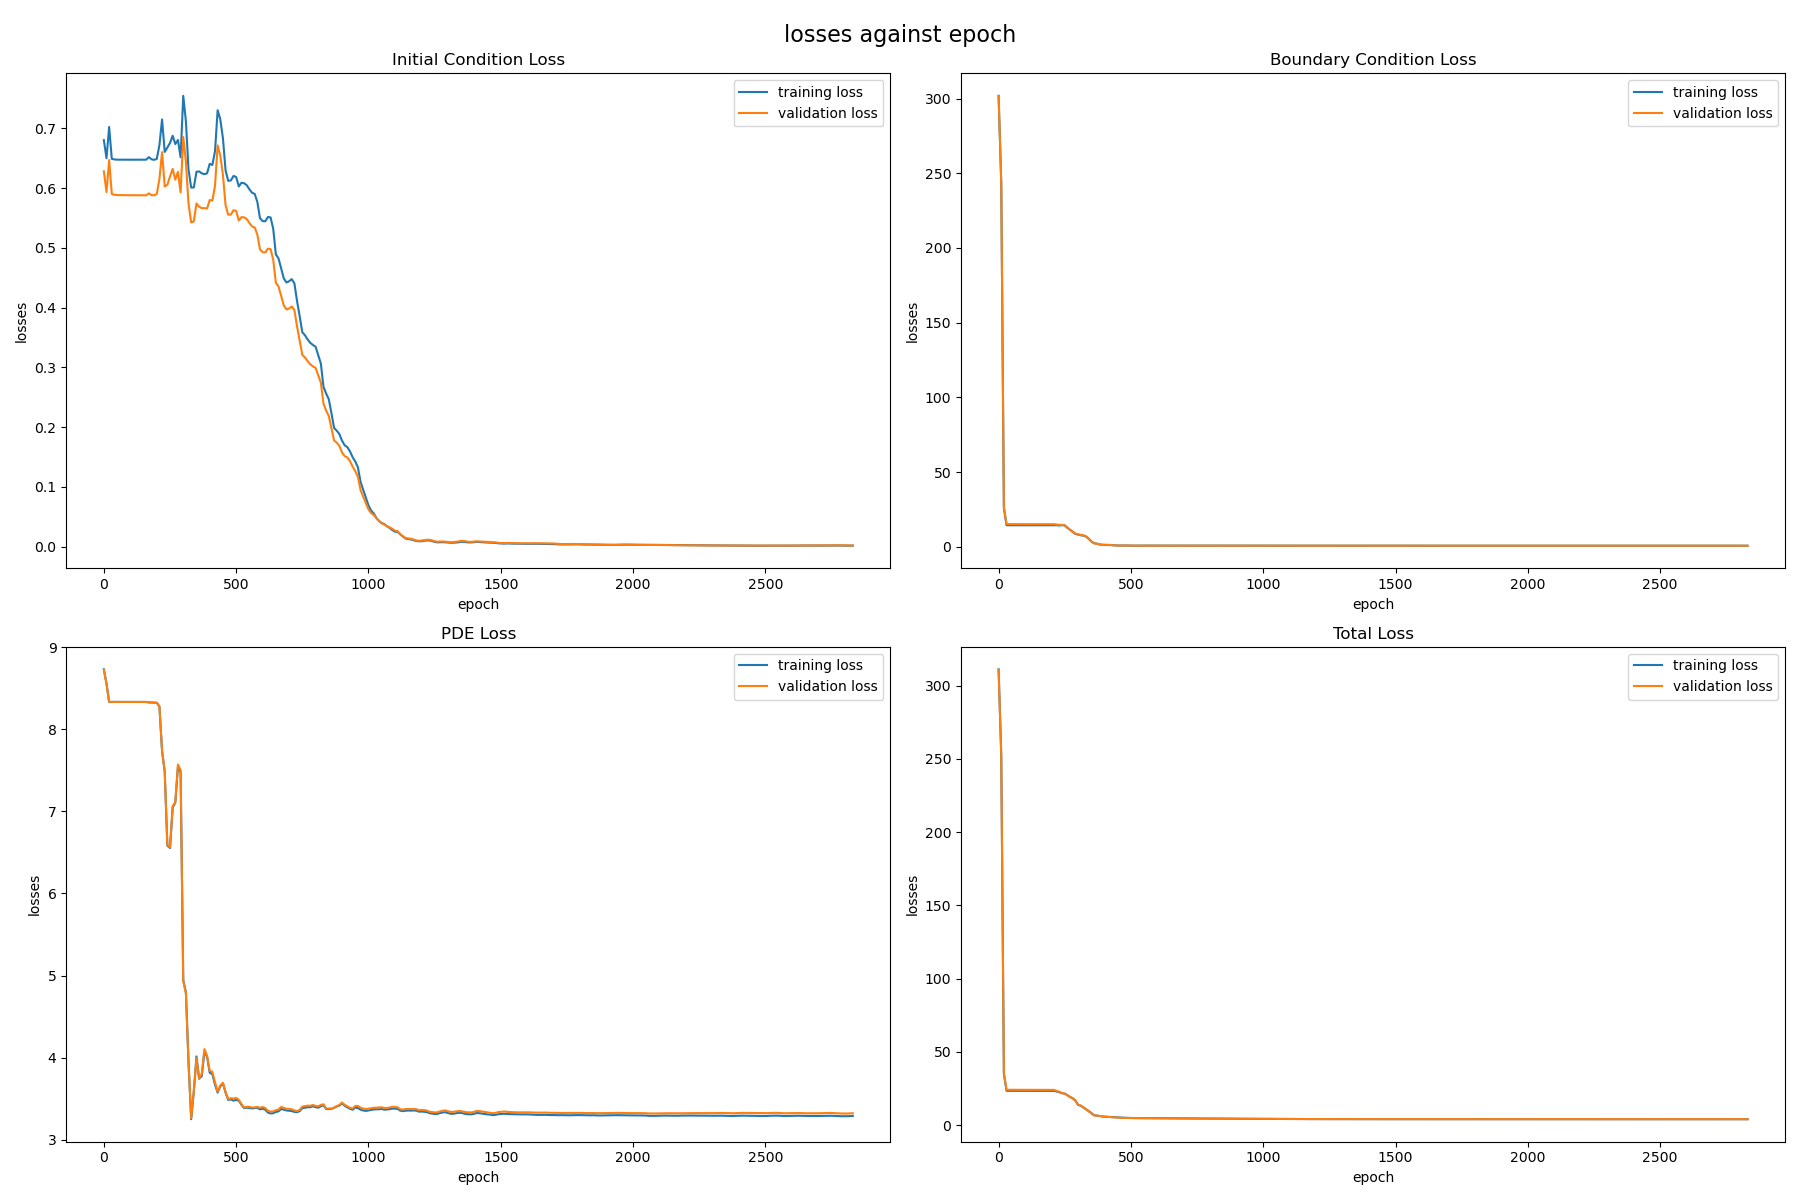 losses against epoch
Initial Condition Loss
training loss
validation loss
0.7
0.6
0.5
0.4
0.3
0.2
0.1
0.0
losses
0 500 1000 1500 2000 2500
epoch
Boundary Condition Loss
training loss
validation loss
300
250
200
150
100
50
0
losses
0 500 1000 1500 2000 2500
epoch
PDE Loss
training loss
validation loss
9
8
7
6
5
4
3
losses
0 500 1000 1500 2000 2500
epoch
Total Loss
training loss
validation loss
300
250
200
150
100
50
0
losses
0 500 1000 1500 2000 2500
epoch